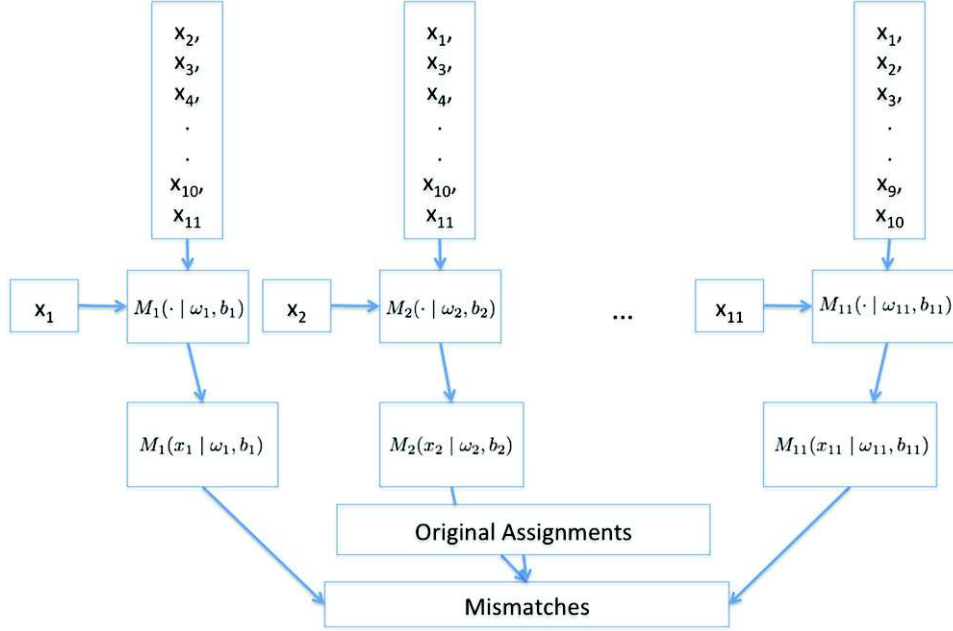 x₂,
x₃,
x₄,
.
.
x₁₀,
x₁₁
x₁,
x₃,
x₄,
.
.
x₁₀,
x₁₁
x₁,
x₂,
x₃,
.
.
x₉,
x₁₀
x₁
M₁(· | ω₁, b₁)
x₂
M₂(· | ω₂, b₂)
...
x₁₁
M₁₁(· | ω₁₁, b₁₁)
M₁(x₁ | ω₁, b₁)
M₂(x₂ | ω₂, b₂)
M₁₁(x₁₁ | ω₁₁, b₁₁)
Original Assignments
Mismatches